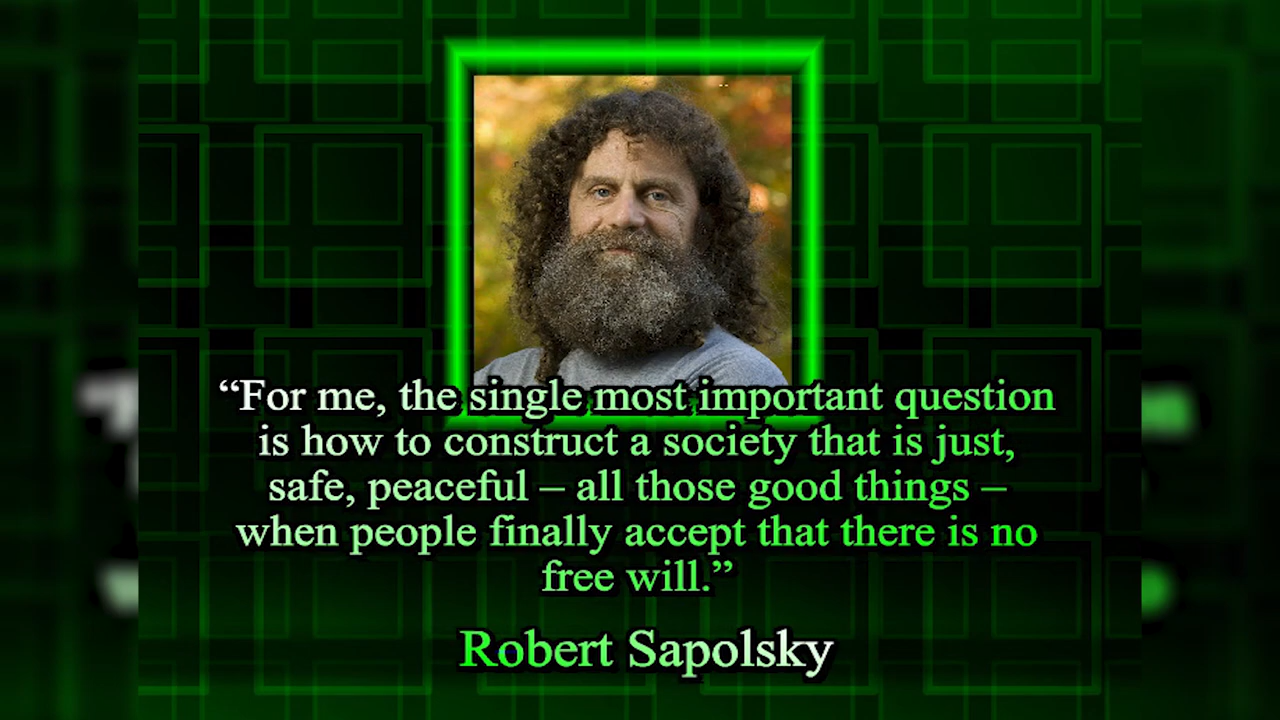 “For me, the single most important question
is how to construct a society that is just,
safe, peaceful – all those good things –
when people finally accept that there is no
free will.”
Robert Sapolsky